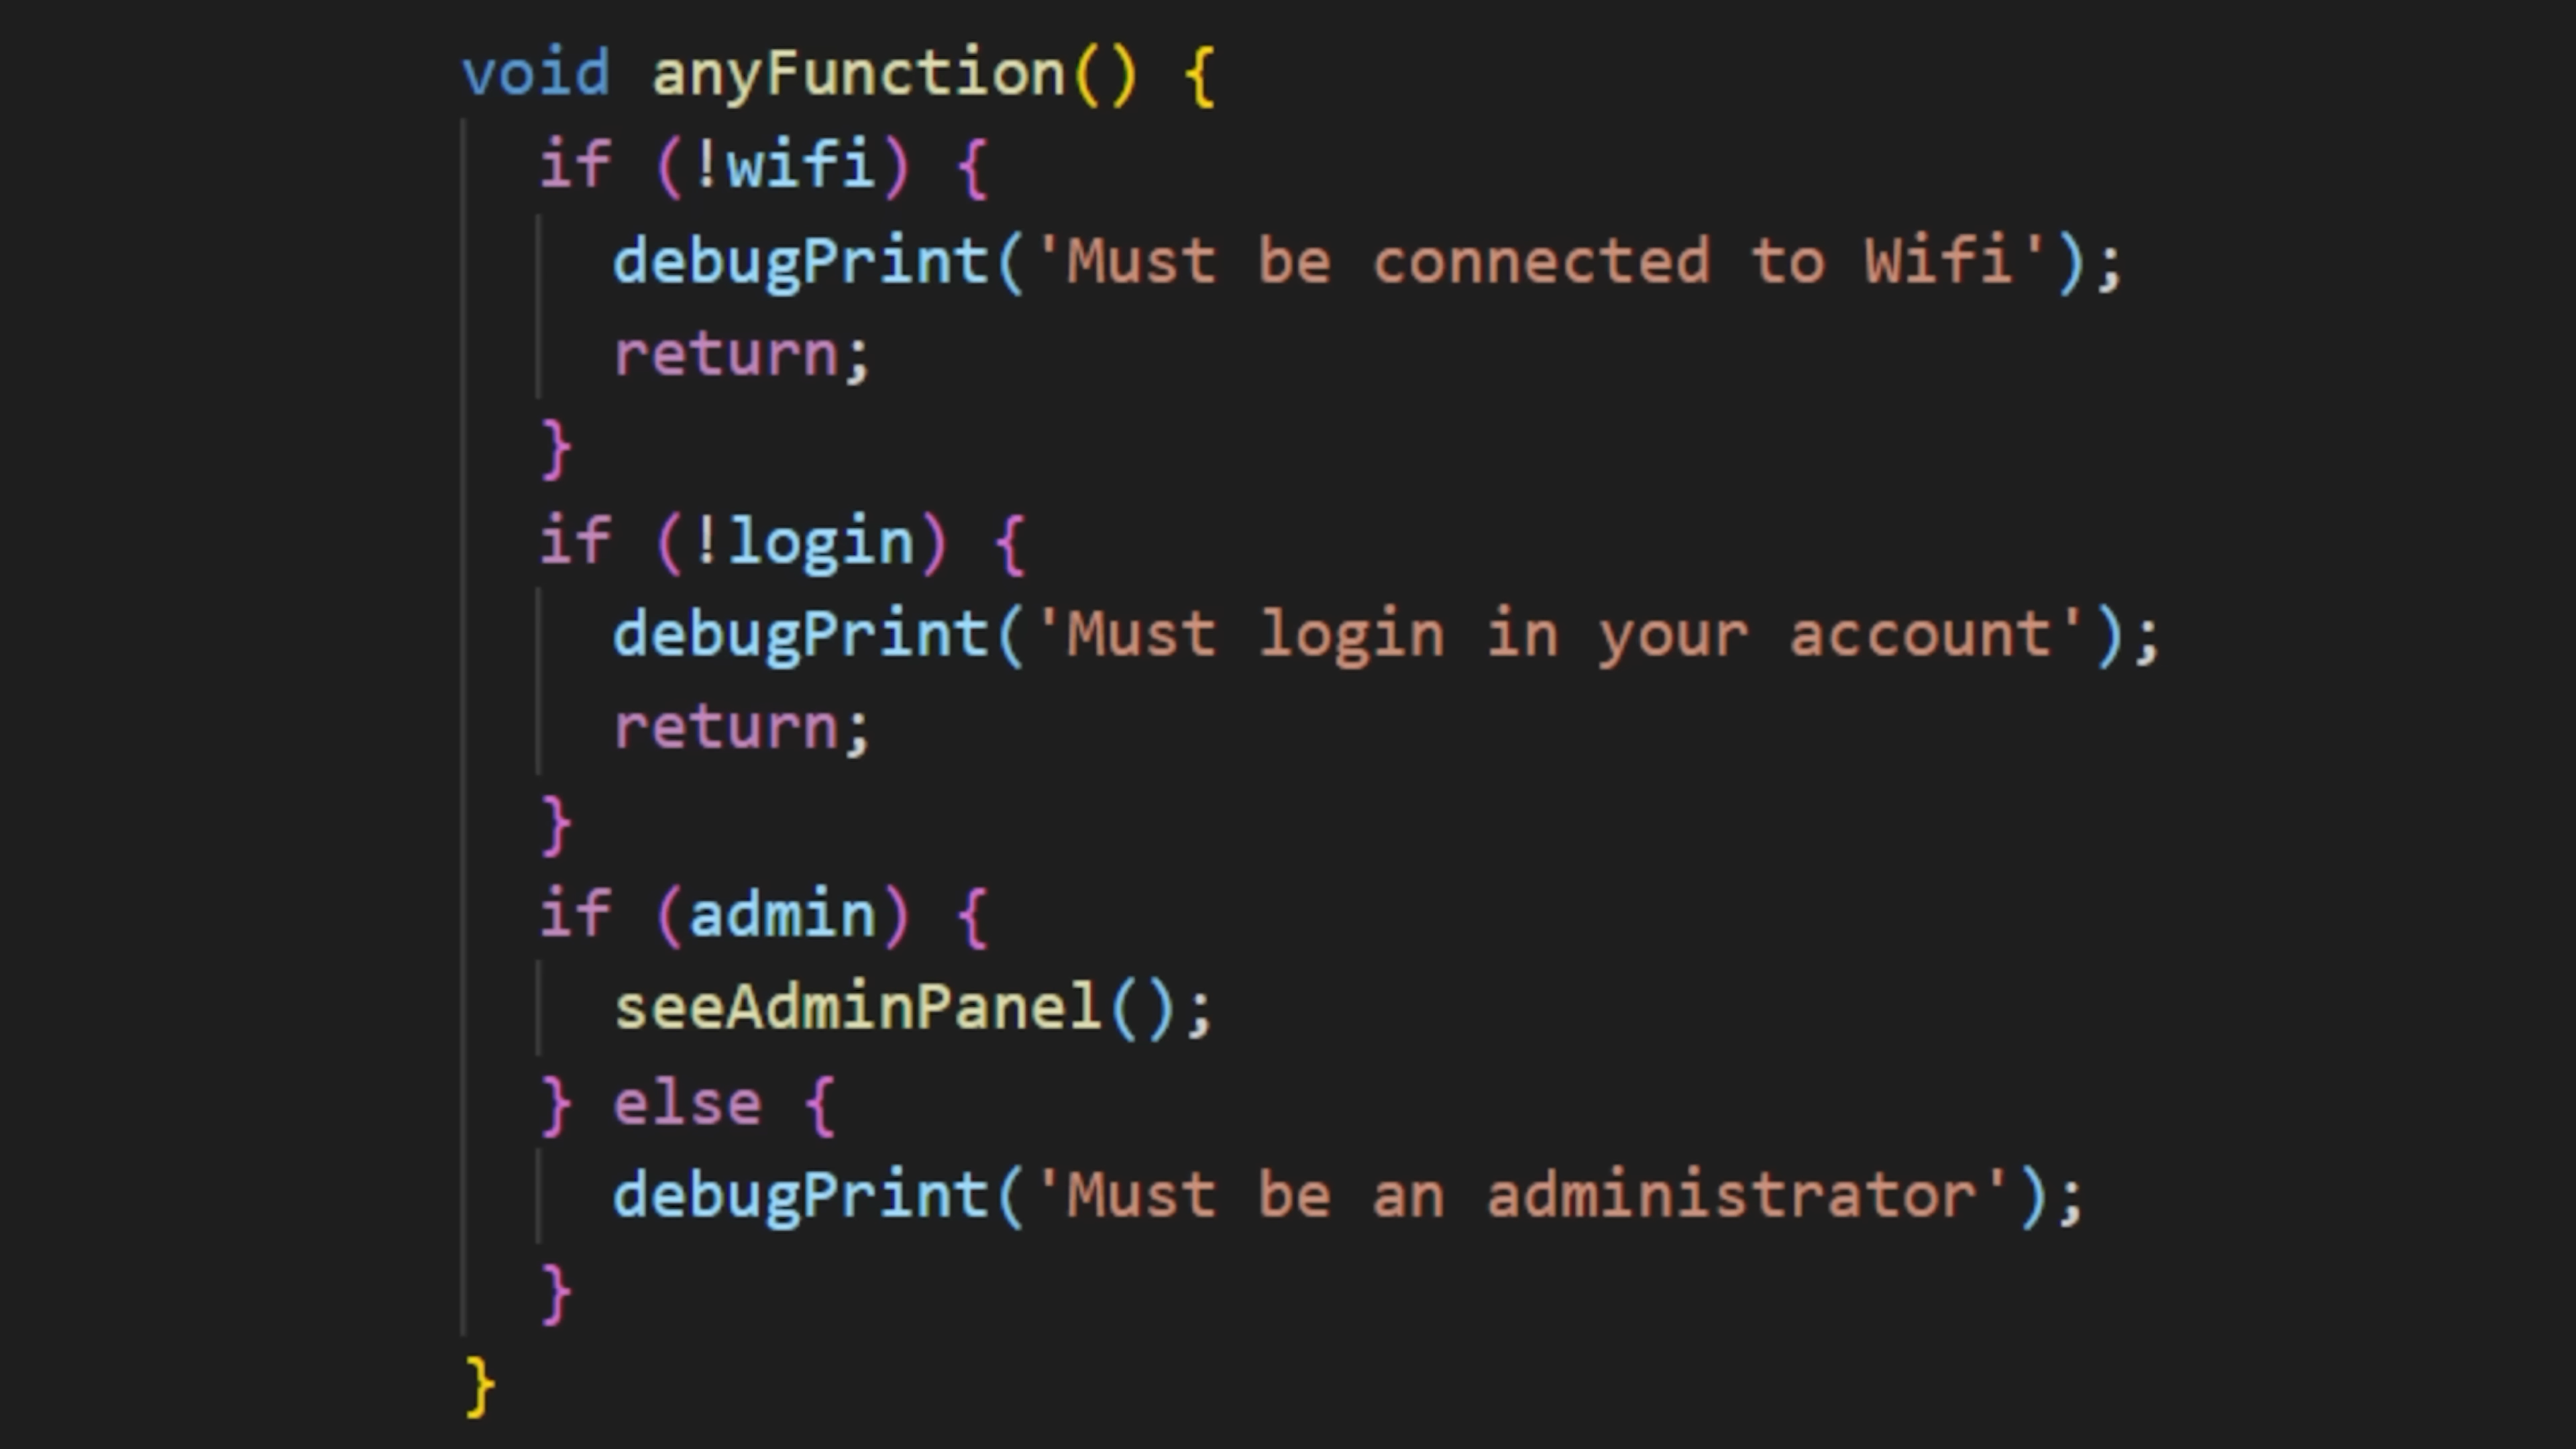 void anyFunction() {
  if (!wifi) {
    debugPrint('Must be connected to Wifi');
    return;
  }
  if (!login) {
    debugPrint('Must login in your account');
    return;
  }
  if (admin) {
    seeAdminPanel();
  } else {
    debugPrint('Must be an administrator');
  }
}